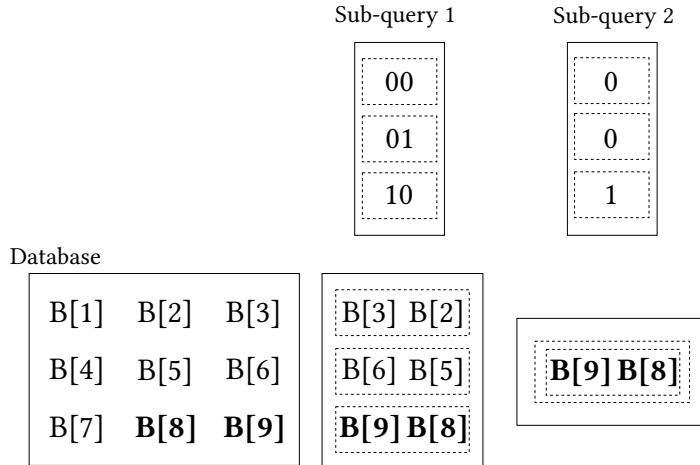 Sub-query 1 Sub-query 2
00 0
01 0
10 1
Database
B[1] B[2] B[3] B[3] B[2]
B[4] B[5] B[6] B[6] B[5] B[9] B[8]
B[7] B[8] B[9] B[9] B[8]